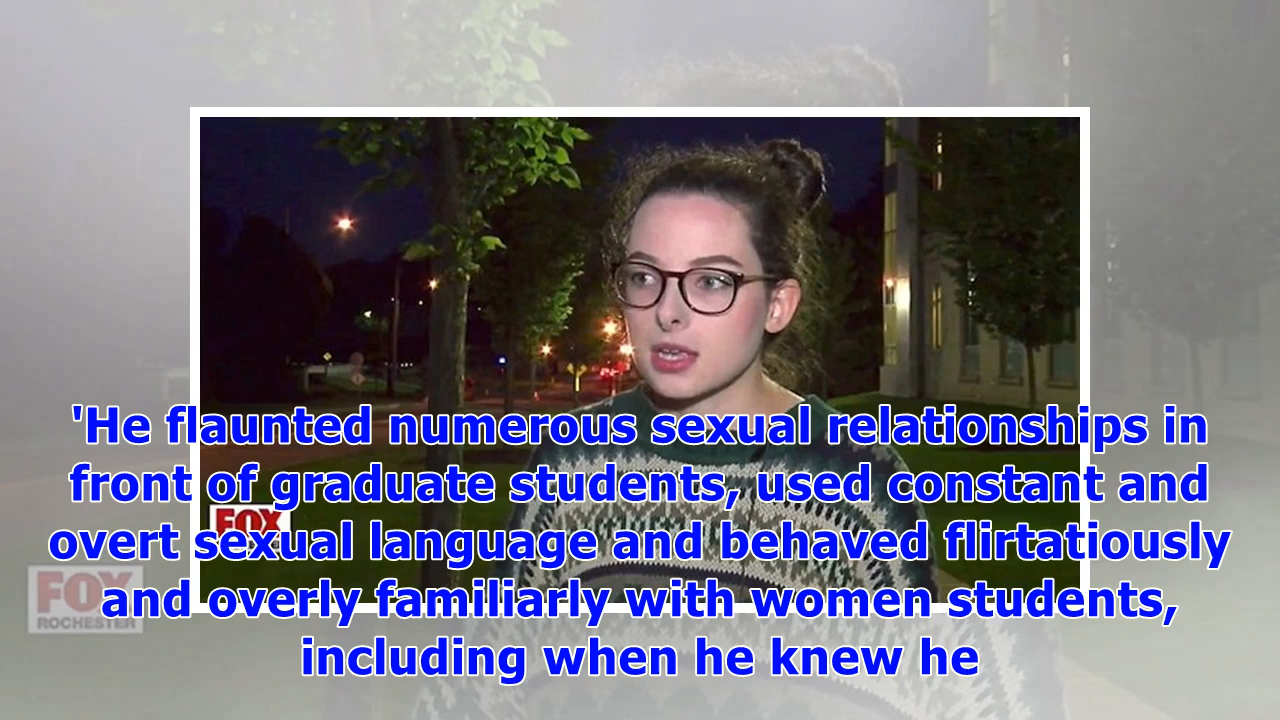 'He flaunted numerous sexual relationships in
front of graduate students, used constant and
overt sexual language and behaved flirtatiously
and overly familiarly with women students,
including when he knew he
FOX
FOX
ROCHESTER